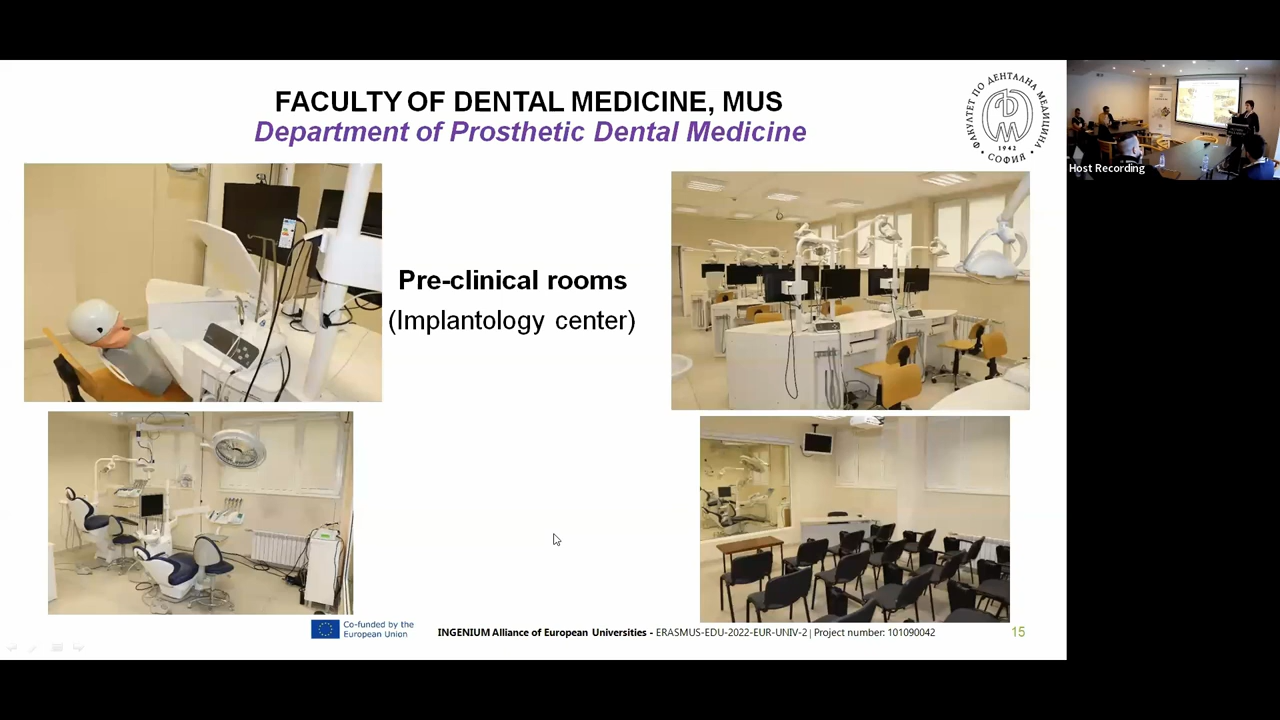 FACULTY OF DENTAL MEDICINE, MUS
Department of Prosthetic Dental Medicine
ФАКУЛТЕТ ПО ДЕНТАЛНА МЕДИЦИНА
1942
СОФИЯ
Host Recording
Pre-clinical rooms
(Implantology center)
Co-funded by the
European Union
INGENIUM Alliance of European Universities - ERASMUS-EDU-2022-EUR-UNIV-2 | Project number: 101090042
15